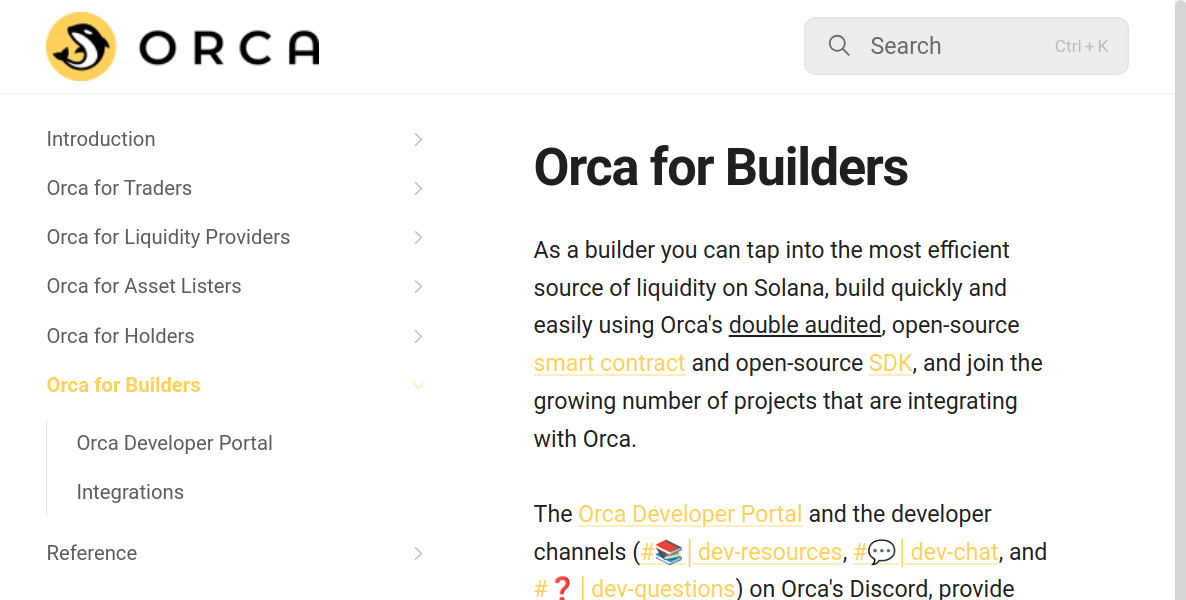 ORCA
Search
Ctrl + K
Introduction
Orca for Traders
Orca for Liquidity Providers
Orca for Asset Listers
Orca for Holders
Orca for Builders
Orca Developer Portal
Integrations
Reference
Orca for Builders
As a builder you can tap into the most efficient
source of liquidity on Solana, build quickly and
easily using Orca's double audited, open-source
smart contract and open-source SDK, and join the
growing number of projects that are integrating
with Orca.
The Orca Developer Portal and the developer
channels (#📚│dev-resources, #💬│dev-chat, and
#❓│dev-questions) on Orca's Discord, provide